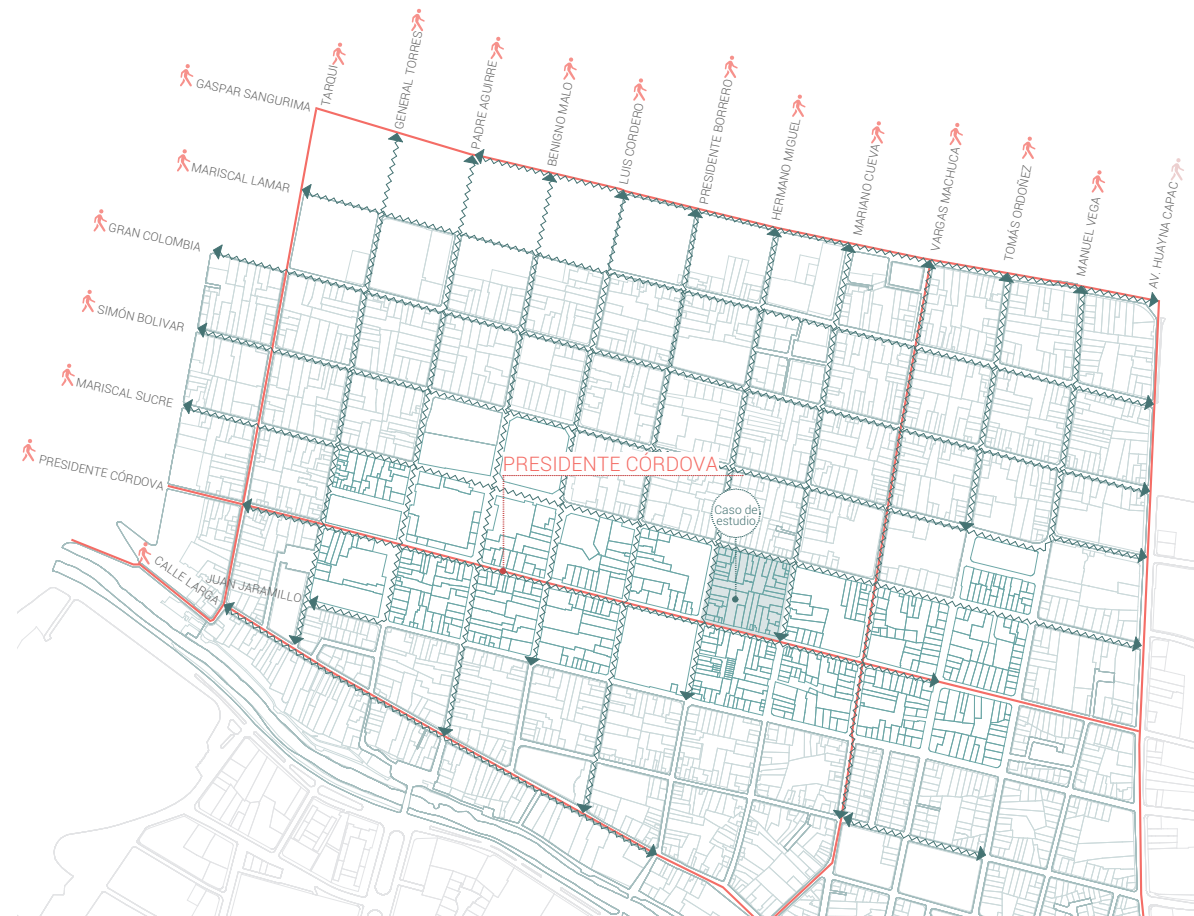 GENERAL TORRES
TARQUI
PADRE AGUIRRE
BENIGNO MALO
LUIS CORDERO
PRESIDENTE BORRERO
HERMANO MIGUEL
MARIANO CUEVA
VARGAS MACHUCA
TOMÁS ORDOÑEZ
MANUEL VEGA
AV. HUAYNA CAPAC
GASPAR SANGURIMA
MARISCAL LAMAR
GRAN COLOMBIA
SIMÓN BOLIVAR
MARISCAL SUCRE
PRESIDENTE CÓRDOVA
PRESIDENTE CÓRDOVA
Caso de
estudio
CALLE LARGA
JUAN JARAMILLO